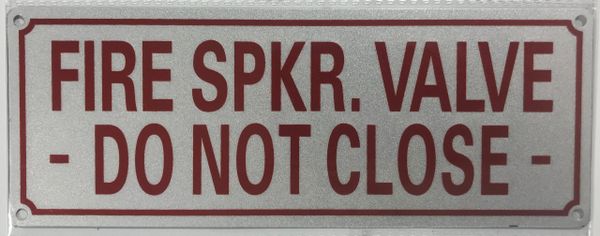 FIRE SPKR. VALVE
- DO NOT CLOSE -